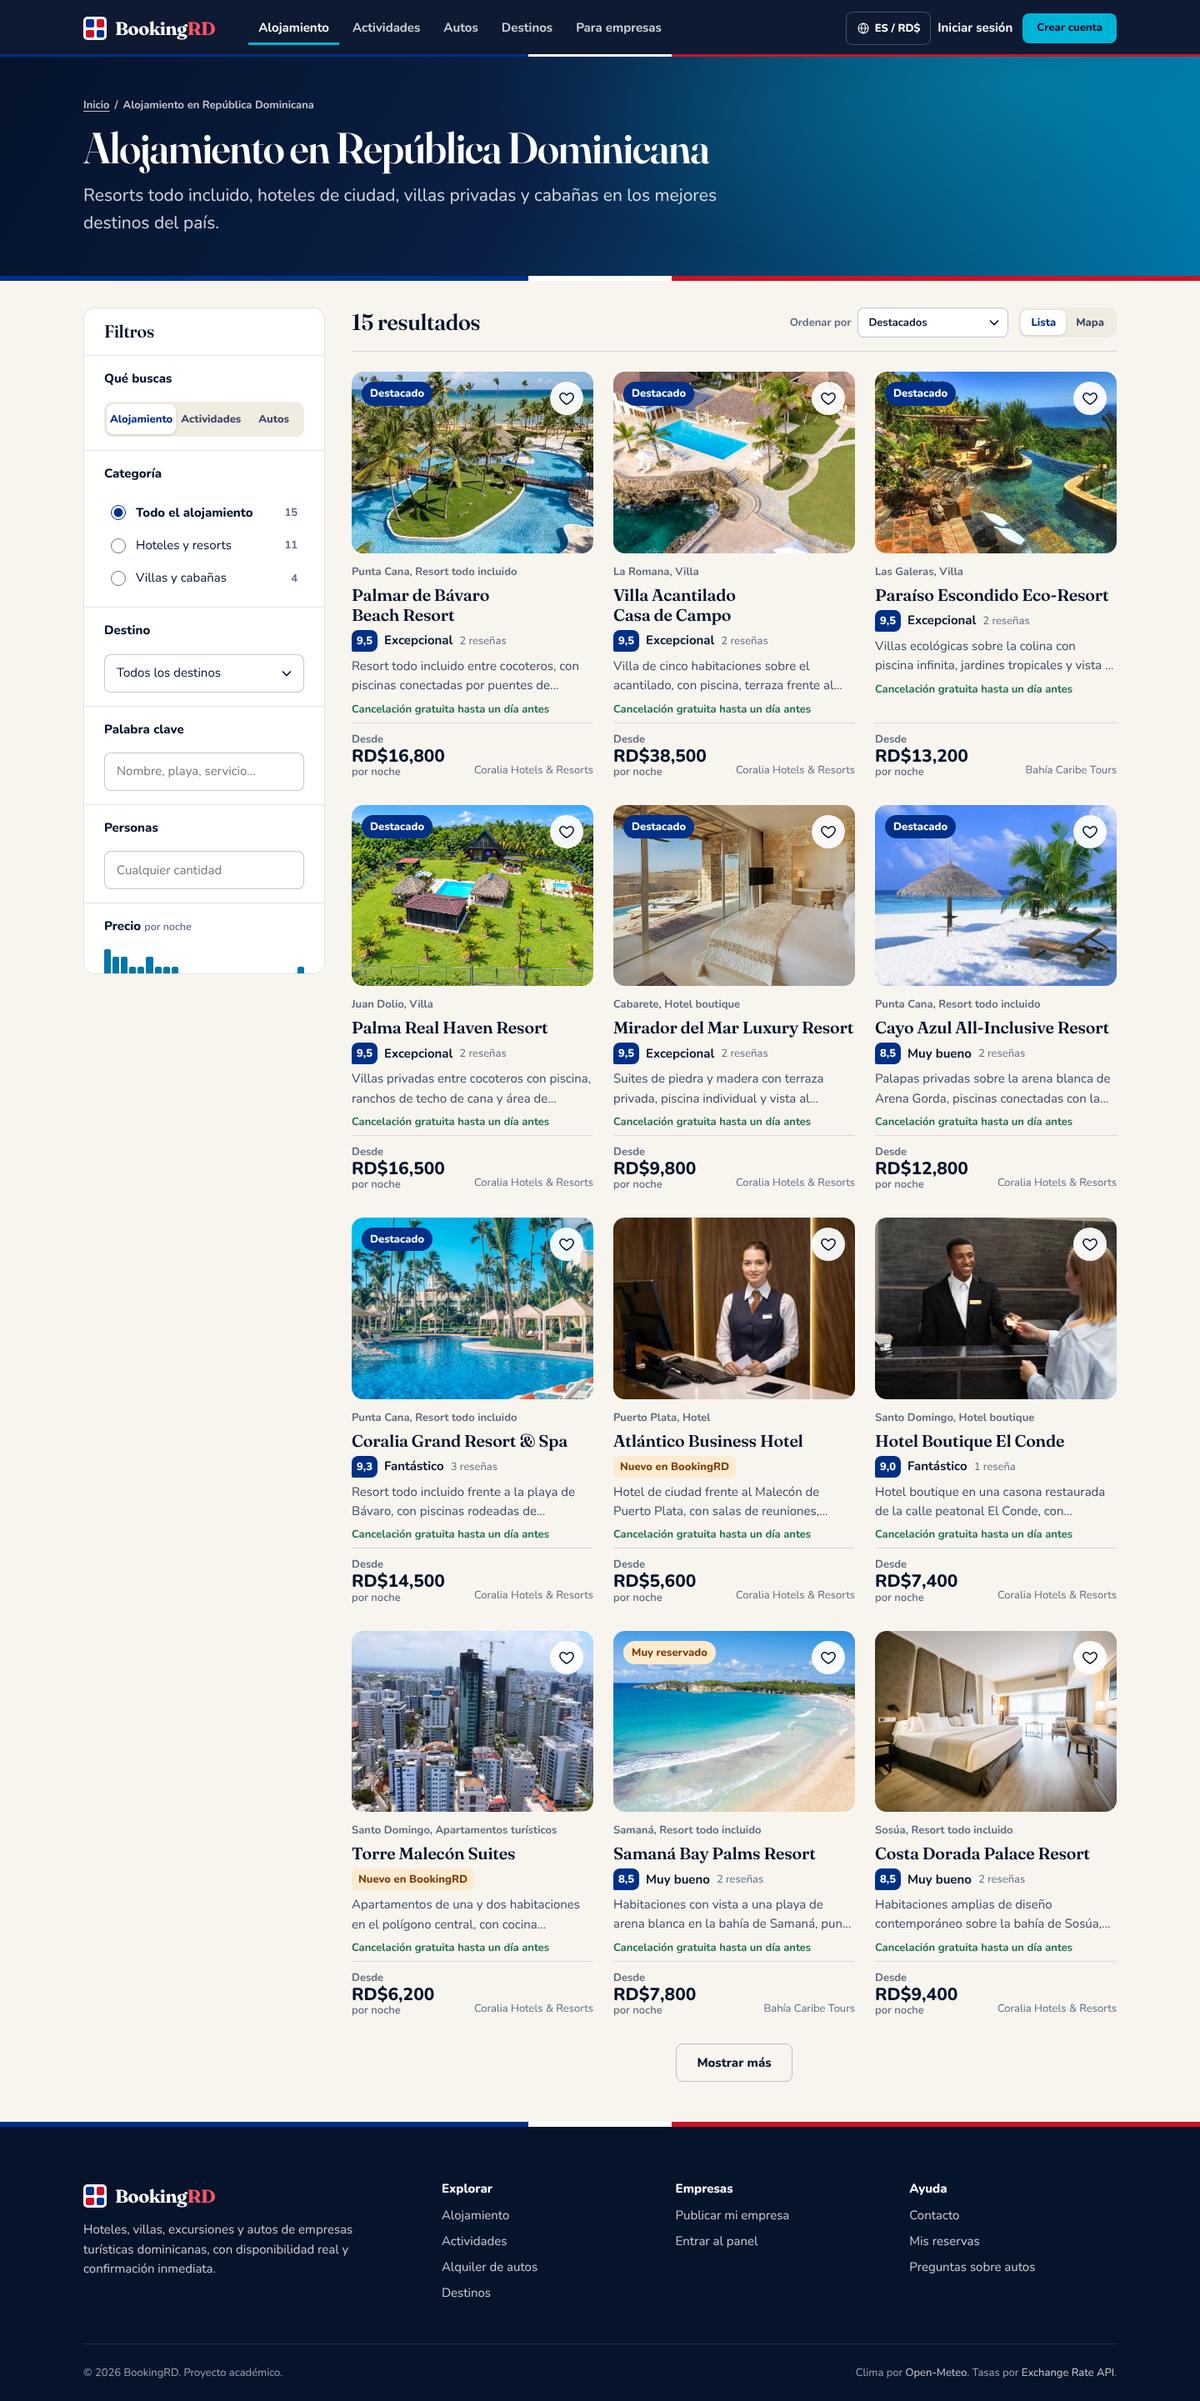 BookingRD
Alojamiento
Actividades
Autos
Destinos
Para empresas
ES / RD$
Iniciar sesión
Crear cuenta
Inicio / Alojamiento en República Dominicana
Alojamiento en República Dominicana
Resorts todo incluido, hoteles de ciudad, villas privadas y cabañas en los mejores
destinos del país.
Filtros
Qué buscas
Alojamiento Actividades Autos
Categoría
Todo el alojamiento 15
Hoteles y resorts 11
Villas y cabañas 4
Destino
Todos los destinos
Palabra clave
Nombre, playa, servicio...
Personas
Cualquier cantidad
Precio por noche
15 resultados
Ordenar por
Destacados
Lista Mapa
Destacado
Punta Cana, Resort todo incluido
Palmar de Bávaro
Beach Resort
9,5 Excepcional 2 reseñas
Resort todo incluido entre cocoteros, con
piscinas conectadas por puentes de...
Cancelación gratuita hasta un día antes
Desde
RD$16,800
por noche
Coralia Hotels & Resorts
Destacado
La Romana, Villa
Villa Acantilado
Casa de Campo
9,5 Excepcional 2 reseñas
Villa de cinco habitaciones sobre el
acantilado, con piscina, terraza frente al...
Cancelación gratuita hasta un día antes
Desde
RD$38,500
por noche
Coralia Hotels & Resorts
Destacado
Las Galeras, Villa
Paraíso Escondido Eco-Resort
9,5 Excepcional 2 reseñas
Villas ecológicas sobre la colina con
piscina infinita, jardines tropicales y vista ...
Cancelación gratuita hasta un día antes
Desde
RD$13,200
por noche
Bahía Caribe Tours
Destacado
Juan Dolio, Villa
Palma Real Haven Resort
9,5 Excepcional 2 reseñas
Villas privadas entre cocoteros con piscina,
ranchos de techo de cana y área de...
Cancelación gratuita hasta un día antes
Desde
RD$16,500
por noche
Coralia Hotels & Resorts
Destacado
Cabarete, Hotel boutique
Mirador del Mar Luxury Resort
9,5 Excepcional 2 reseñas
Suites de piedra y madera con terraza
privada, piscina individual y vista al...
Cancelación gratuita hasta un día antes
Desde
RD$9,800
por noche
Coralia Hotels & Resorts
Destacado
Punta Cana, Resort todo incluido
Cayo Azul All-Inclusive Resort
8,5 Muy bueno 2 reseñas
Palapas privadas sobre la arena blanca de
Arena Gorda, piscinas conectadas con la...
Cancelación gratuita hasta un día antes
Desde
RD$12,800
por noche
Coralia Hotels & Resorts
Destacado
Punta Cana, Resort todo incluido
Coralia Grand Resort & Spa
9,3 Fantástico 3 reseñas
Resort todo incluido frente a la playa de
Bávaro, con piscinas rodeadas de...
Cancelación gratuita hasta un día antes
Desde
RD$14,500
por noche
Coralia Hotels & Resorts
Puerto Plata, Hotel
Atlántico Business Hotel
Nuevo en BookingRD
Hotel de ciudad frente al Malecón de
Puerto Plata, con salas de reuniones,...
Cancelación gratuita hasta un día antes
Desde
RD$5,600
por noche
Coralia Hotels & Resorts
Santo Domingo, Hotel boutique
Hotel Boutique El Conde
9,0 Fantástico 1 reseña
Hotel boutique en una casona restaurada
de la calle peatonal El Conde, con...
Cancelación gratuita hasta un día antes
Desde
RD$7,400
por noche
Coralia Hotels & Resorts
Santo Domingo, Apartamentos turísticos
Torre Malecón Suites
Nuevo en BookingRD
Apartamentos de una y dos habitaciones
en el polígono central, con cocina...
Cancelación gratuita hasta un día antes
Desde
RD$6,200
por noche
Coralia Hotels & Resorts
Muy reservado
Samaná, Resort todo incluido
Samaná Bay Palms Resort
8,5 Muy bueno 2 reseñas
Habitaciones con vista a una playa de
arena blanca en la bahía de Samaná, pun...
Cancelación gratuita hasta un día antes
Desde
RD$7,800
por noche
Bahía Caribe Tours
Sosúa, Resort todo incluido
Costa Dorada Palace Resort
8,5 Muy bueno 2 reseñas
Habitaciones amplias de diseño
contemporáneo sobre la bahía de Sosúa,...
Cancelación gratuita hasta un día antes
Desde
RD$9,400
por noche
Coralia Hotels & Resorts
Mostrar más
BookingRD
Hoteles, villas, excursiones y autos de empresas
turísticas dominicanas, con disponibilidad real y
confirmación inmediata.
Explorar
Alojamiento
Actividades
Alquiler de autos
Destinos
Empresas
Publicar mi empresa
Entrar al panel
Ayuda
Contacto
Mis reservas
Preguntas sobre autos
© 2026 BookingRD. Proyecto académico.
Clima por Open-Meteo. Tasas por Exchange Rate API.